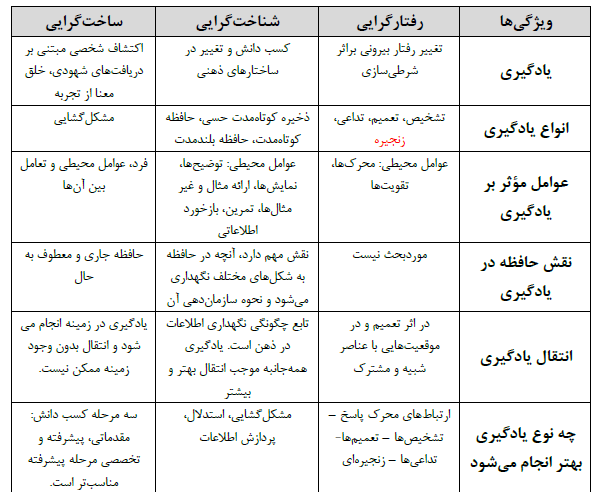 ویژگی‌ها رفتارگرایی شناخت‌گرایی ساخت‌گرایی
یادگیری
تغییر رفتار بیرونی براثر
شرطی‌سازی
کسب دانش و تغییر در
ساختارهای ذهنی
اکتشاف شخصی مبتنی بر
دریافت‌های شهودی، خلق
معنا از تجربه
انواع یادگیری
تشخیص، تعمیم، تداعی،
زنجیره
ذخیره کوتاه‌مدت حسی، حافظه
کوتاه‌مدت، حافظه بلندمدت
مشکل‌گشایی
عوامل مؤثر بر
یادگیری
عوامل محیطی: محرک‌ها،
تقویت‌ها
عوامل محیطی: توضیح‌ها،
نمایش‌ها، ارائه مثال و غیر
مثال‌ها، تمرین، بازخورد
اطلاعاتی
فرد، عوامل محیطی و تعامل
بین آن‌ها
نقش حافظه در
یادگیری
موردبحث نیست
نقش مهم دارد، آنچه در حافظه
به شکل‌های مختلف نگهداری
می‌شود و نحوه سازمان‌دهی آن
حافظه جاری و معطوف به
حال
انتقال یادگیری
در اثر تعمیم و در
موقعیت‌هایی با عناصر
شبیه و مشترک
تابع چگونگی نگهداری اطلاعات
در ذهن است. یادگیری
همه‌جانبه موجب انتقال بهتر و
بیشتر
یادگیری در زمینه انجام می
شود و انتقال بدون وجود
زمینه ممکن نیست.
چه نوع یادگیری
بهتر انجام می‌شود
ارتباط‌های محرک پاسخ –
تشخیص‌ها – تعمیم‌ها-
تداعی‌ها – زنجیره‌ای
مشکل‌گشایی، استدلال،
پردازش اطلاعات
سه مرحله کسب دانش:
مقدماتی، پیشرفته و
تخصصی مرحله پیشرفته
مناسب‌تر است.